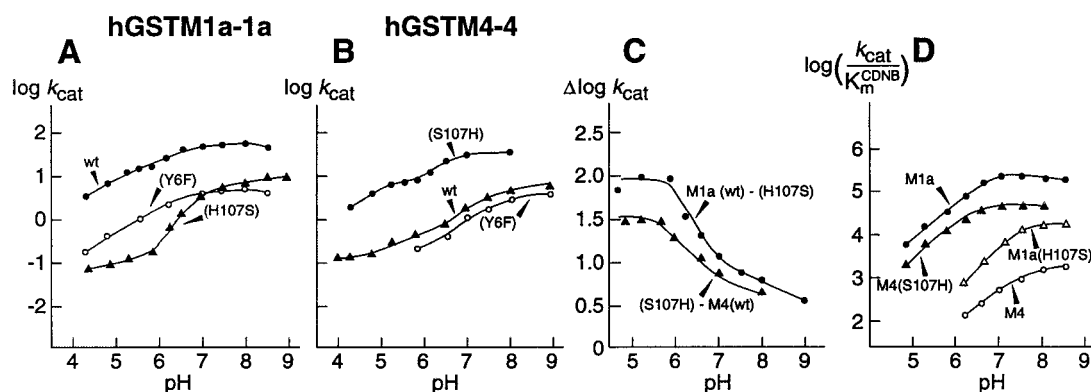 hGSTM1a-1a
hGSTM4-4
A
B
C
D
log kcat
log kcat
Δlog kcat
log(kcat/KmCDNB)
2
1
0
-1
-2
wt
(Y6F)
(H107S)
4 5 6 7 8 9
pH
(S107H)
wt
(Y6F)
4 5 6 7 8 9
pH
2.5
2.0
1.5
1.0
0.5
0
M1a (wt) - (H107S)
(S107H) - M4(wt)
5 6 7 8 9
pH
6
5
4
3
2
M1a
M4(S107H)
M1a(H107S)
M4
5 6 7 8 9
pH